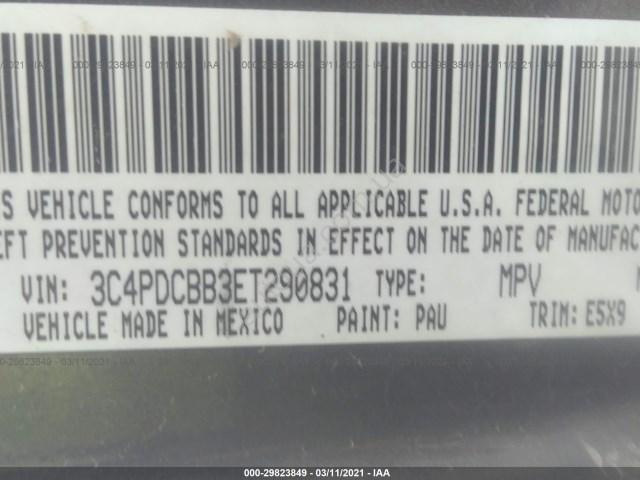 S VEHICLE CONFORMS TO ALL APPLICABLE U.S.A. FEDERAL MOTO
EFT PREVENTION STANDARDS IN EFFECT ON THE DATE OF MANUFAC
VIN: 3C4PDCBB3ET290831 TYPE: MPV
VEHICLE MADE IN MEXICO PAINT: PAU TRIM: E5X9
000-29823849 - 03/11/2021 - IAA